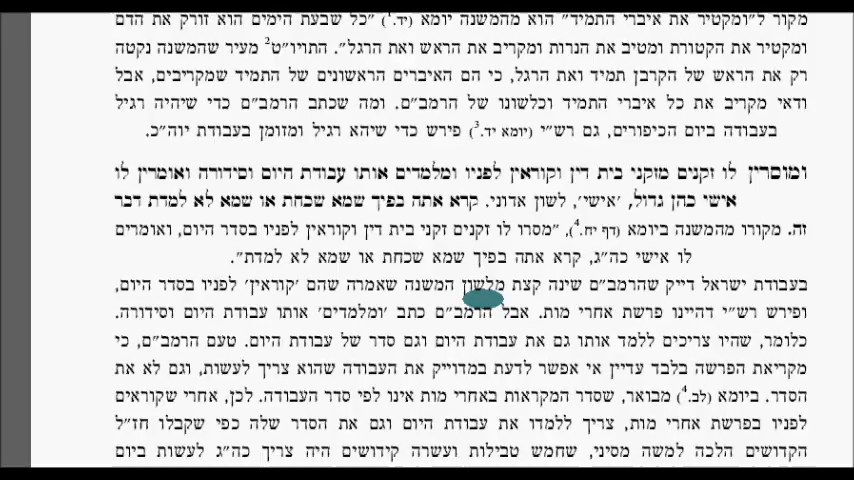 מקור ל״ומקטיר את איברי התמיד״ הוא מהמשנה יומא (יד.1) ״כל שבעת הימים הוא זורק את הדם
ומקטיר את הקטורת ומטיב את הנרות ומקריב את הראש ואת הרגל״. התויו״ט2 מעיר שהמשנה נקטה
רק את הראש של הקרבן תמיד ואת הרגל, כי הם האיברים הראשונים של התמיד שמקריבים, אבל
ודאי מקריב את כל איברי התמיד וכלשונו של הרמב״ם. ומה שכתב הרמב״ם כדי שיהיה רגיל
בעבודה ביום הכיפורים, גם רש״י (יומא יד.3) פירש כדי שיהא רגיל ומזומן בעבודת יוה״כ.
ומוסרין לו זקנים מזקני בית דין וקוראין לפניו ומלמדים אותו עבודת היום וסידורה ואומרין לו
אישי כהן גדול, ׳אישי׳, לשון אדוני. קרא אתה בפיך שמא שכחת או שמא לא למדת דבר
זה. מקורו מהמשנה ביומא (דף יח.4), ״מסרו לו זקנים זקני בית דין וקוראין לפניו בסדר היום, ואומרים
לו אישי כה״ג, קרא אתה בפיך שמא שכחת או שמא לא למדת״.
בעבודת ישראל דייק שהרמב״ם שינה קצת מלשון המשנה שאמרה שהם ׳קוראין׳ לפניו בסדר היום,
ופירש רש״י דהיינו פרשת אחרי מות. אבל הרמב״ם כתב ׳ומלמדים׳ אותו עבודת היום וסידורה.
כלומר, שהיו צריכים ללמד אותו גם את עבודת היום וגם סדר של עבודת היום. טעם הרמב״ם, כי
מקריאת הפרשה בלבד עדיין אי אפשר לדעת במדוייק את העבודה שהוא צריך לעשות, וגם לא את
הסדר. ביומא (לב.4) מבואר, שסדר המקראות באחרי מות אינו לפי סדר העבודה. לכן, אחרי שקוראים
לפניו בפרשת אחרי מות, צריך ללמדו את עבודת היום וגם את הסדר שלה כפי שקבלו חז״ל
הקדושים הלכה למשה מסיני, שחמש טבילות ועשרה קידושים היה צריך כה״ג לעשות ביום